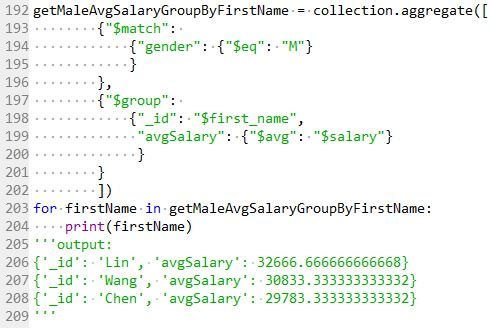 192 getMaleAvgSalaryGroupByFirstName = collection.aggregate([
193         {"$match":
194             {"gender": {"$eq": "M"}
195             }
196         },
197         {"$group":
198             {"_id": "$first_name",
199              "avgSalary": {"$avg": "$salary"}
200              }
201         }
202         ])
203 for firstName in getMaleAvgSalaryGroupByFirstName:
204     print(firstName)
205 '''output:
206 {'_id': 'Lin', 'avgSalary': 32666.666666666668}
207 {'_id': 'Wang', 'avgSalary': 30833.333333333332}
208 {'_id': 'Chen', 'avgSalary': 29783.333333333332}
209 '''